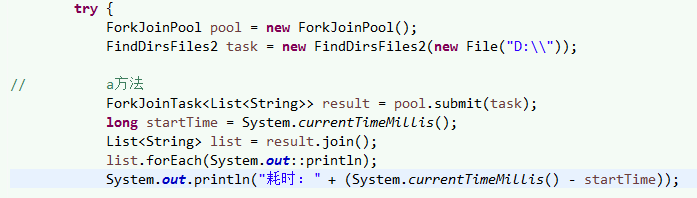 try {
ForkJoinPool pool = new ForkJoinPool();
FindDirsFiles2 task = new FindDirsFiles2(new File("D:\\"));
// a方法
ForkJoinTask<List<String>> result = pool.submit(task);
long startTime = System.currentTimeMillis();
List<String> list = result.join();
list.forEach(System.out::println);
System.out.println("耗时：" + (System.currentTimeMillis() - startTime));